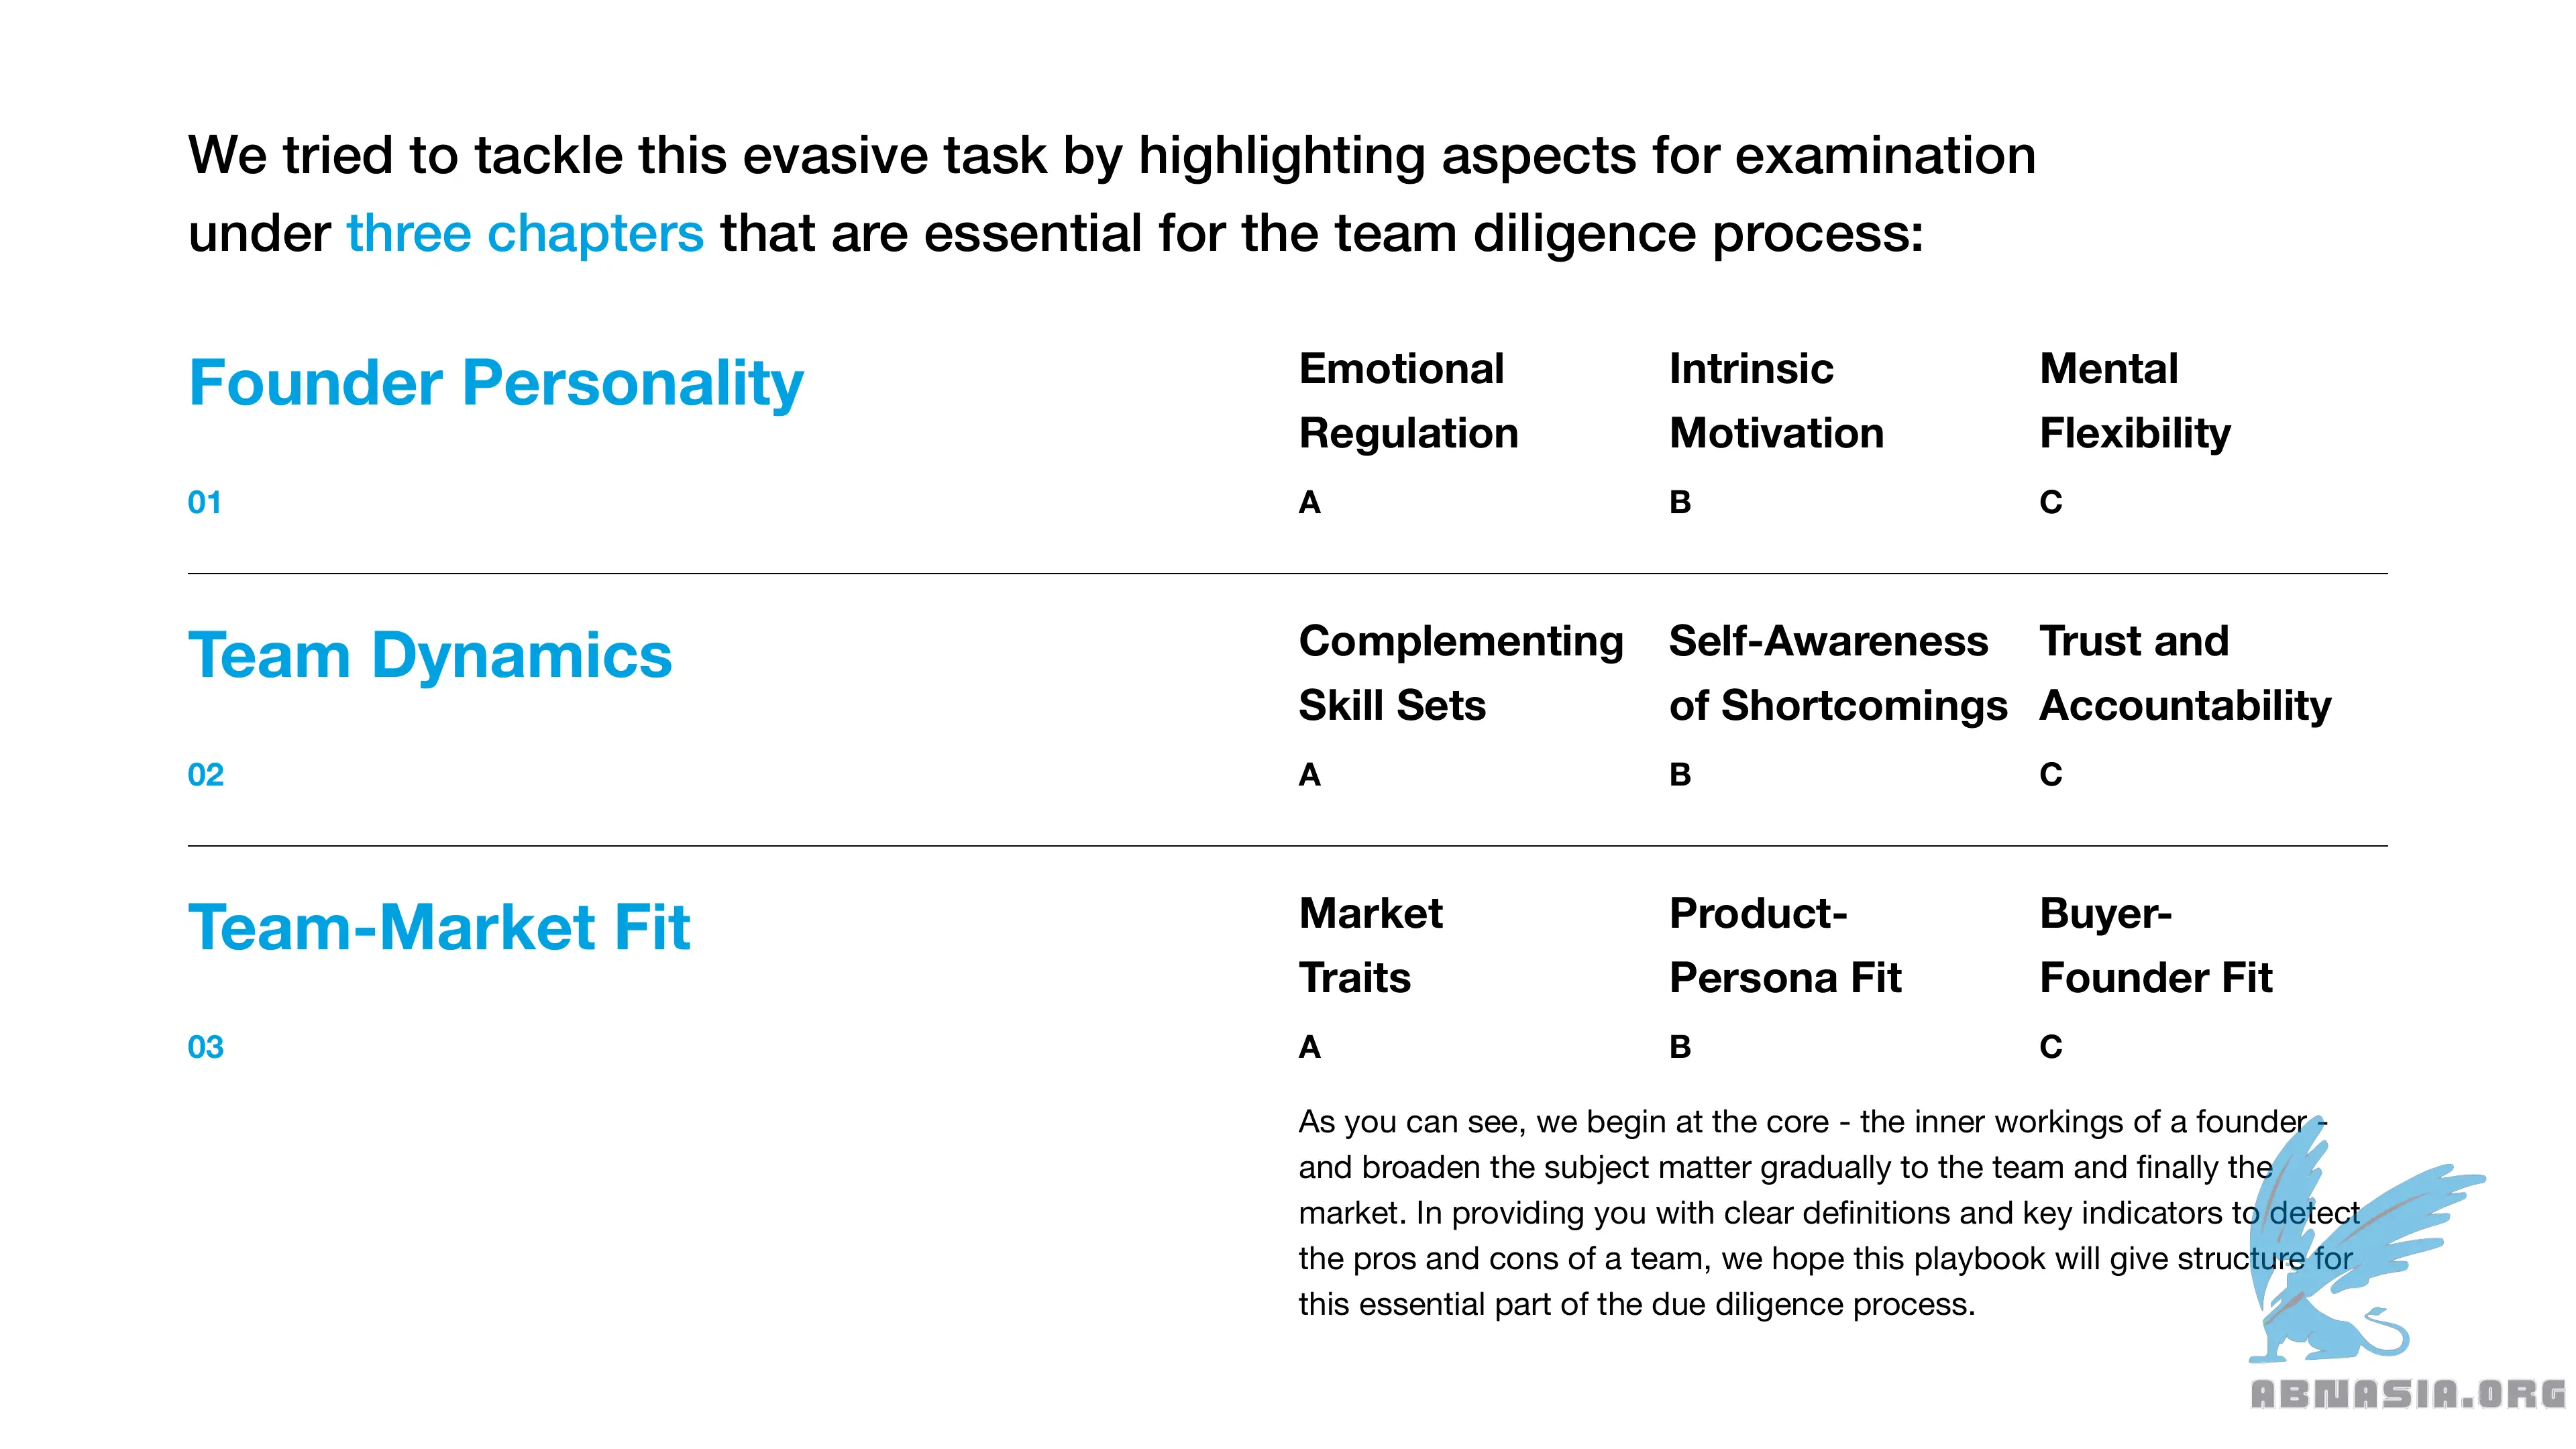 We tried to tackle this evasive task by highlighting aspects for examination
under three chapters that are essential for the team diligence process:
Founder Personality
01
Emotional
Regulation
A
Intrinsic
Motivation
B
Mental
Flexibility
C
Team Dynamics
02
Complementing
Skill Sets
A
Self-Awareness
of Shortcomings
B
Trust and
Accountability
C
Team-Market Fit
03
Market
Traits
A
Product-
Persona Fit
B
Buyer-
Founder Fit
C
As you can see, we begin at the core - the inner workings of a founder -
and broaden the subject matter gradually to the team and finally the
market. In providing you with clear definitions and key indicators to detect
the pros and cons of a team, we hope this playbook will give structure for
this essential part of the due diligence process.
ABNASIA.ORG